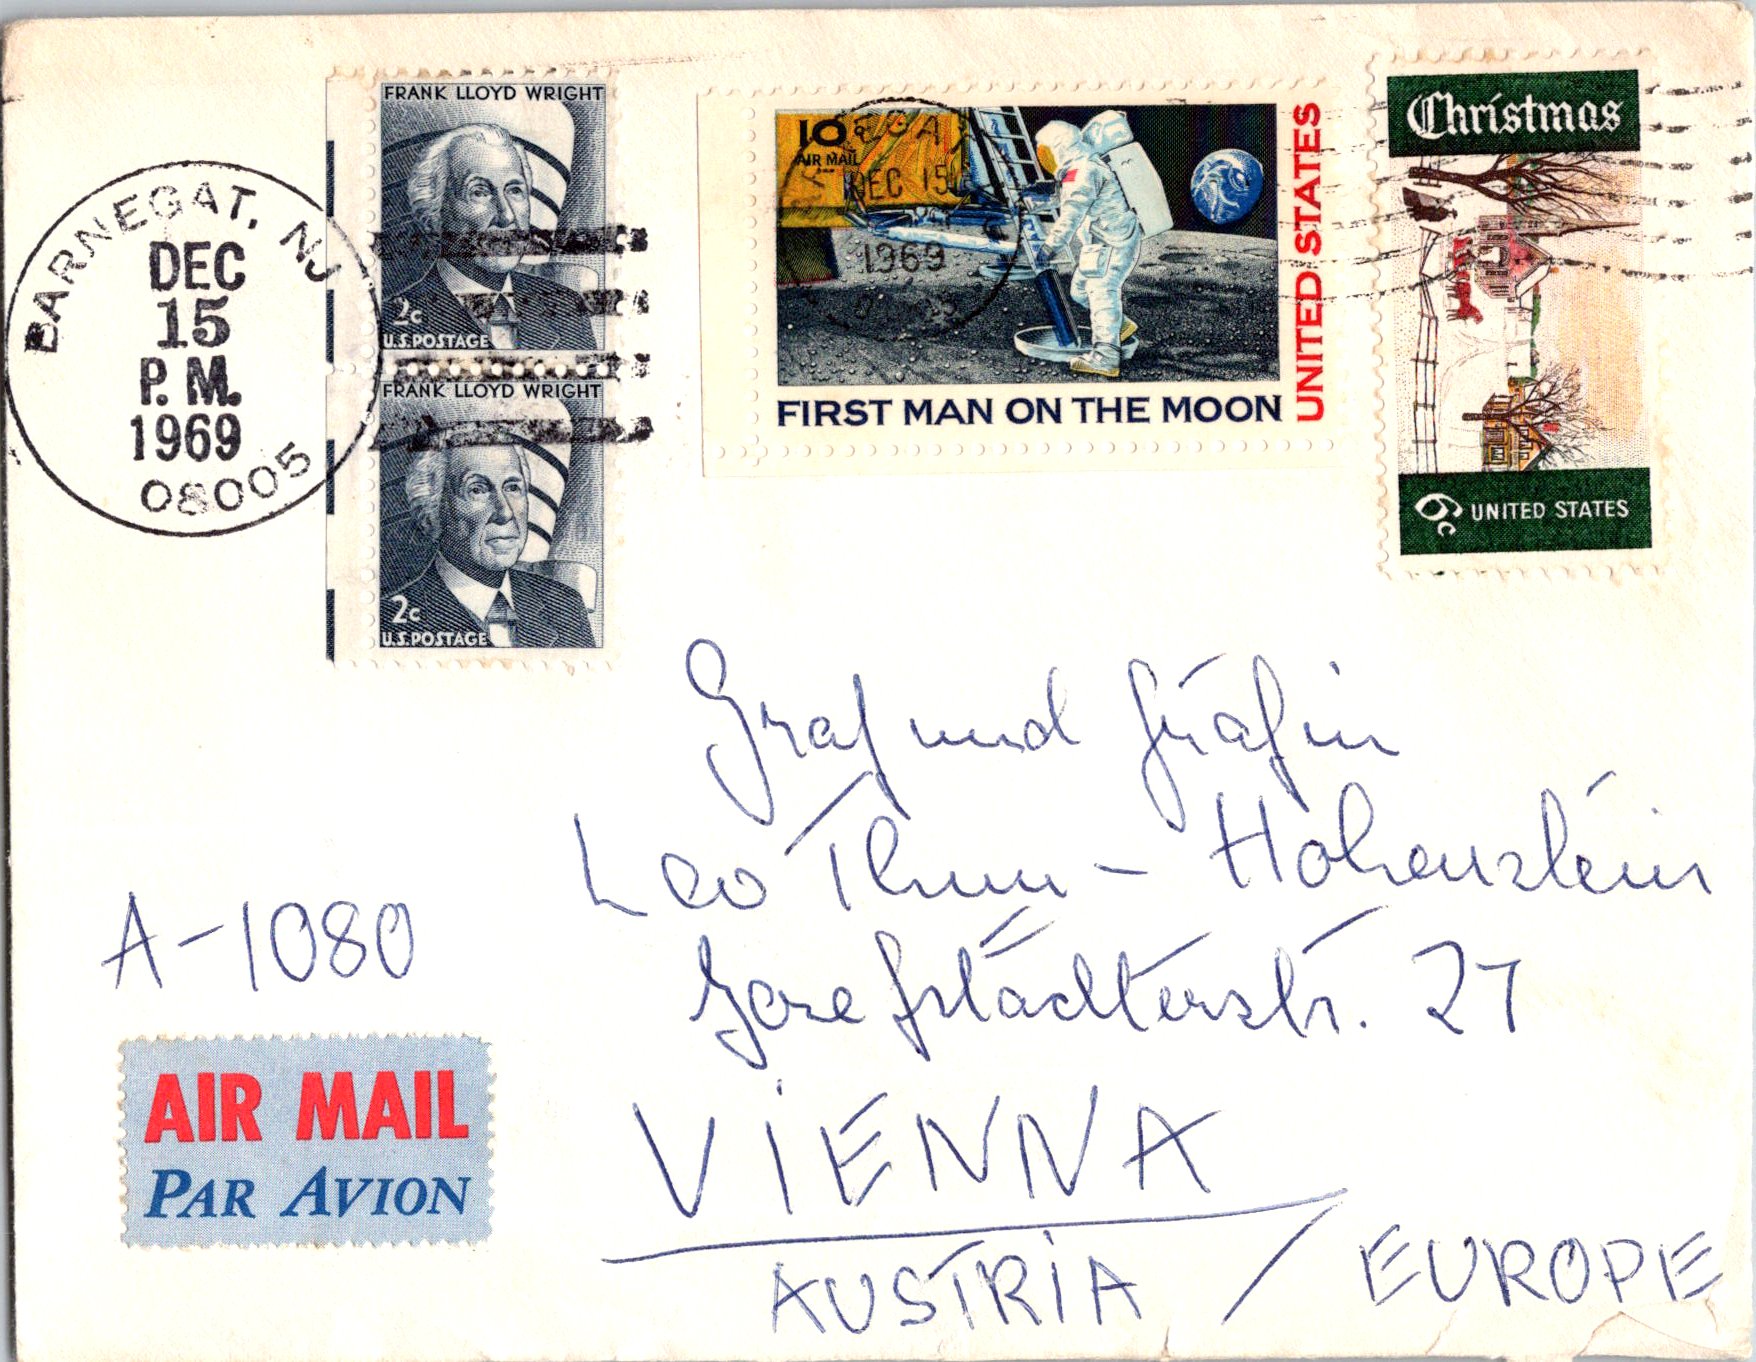 BARNEGAT, NJ
DEC
15
P.M.
1969
08005
FRANK LLOYD WRIGHT
2c
U.S. POSTAGE
FRANK LLOYD WRIGHT
2c
U.S. POSTAGE
10c
AIR MAIL
DEC 15
1969
UNITED STATES
FIRST MAN ON THE MOON
Christmas
6c UNITED STATES
Graf und Gräfin
Leo Thun-Hohenstein
Josefstädterstr. 27
A-1080
VIENNA
AUSTRIA / EUROPE
AIR MAIL
PAR AVION